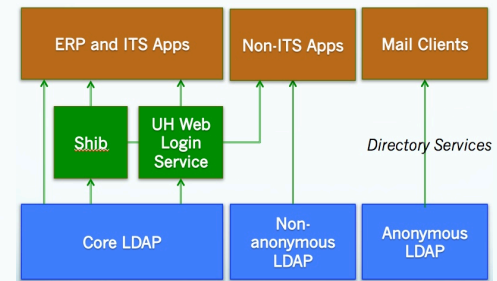 ERP and ITS Apps
Non-ITS Apps
Mail Clients
Shib
UH Web
Login
Service
Directory Services
Core LDAP
Non-
anonymous
LDAP
Anonymous
LDAP